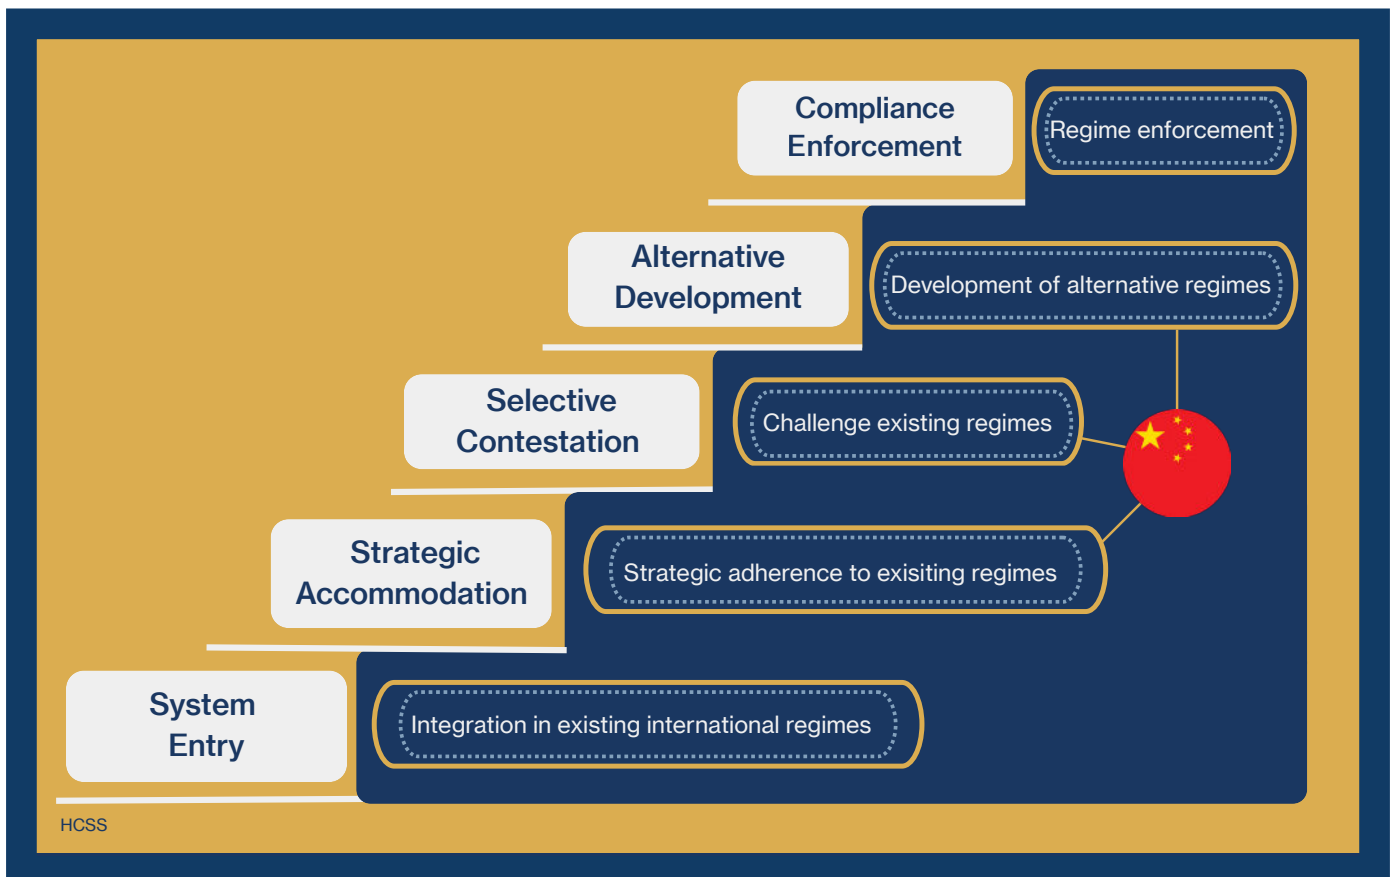 Compliance
Enforcement
Regime enforcement
Alternative
Development
Development of alternative regimes
Selective
Contestation
Challenge existing regimes
Strategic
Accommodation
Strategic adherence to exisiting regimes
System
Entry
Integration in existing international regimes
HCSS